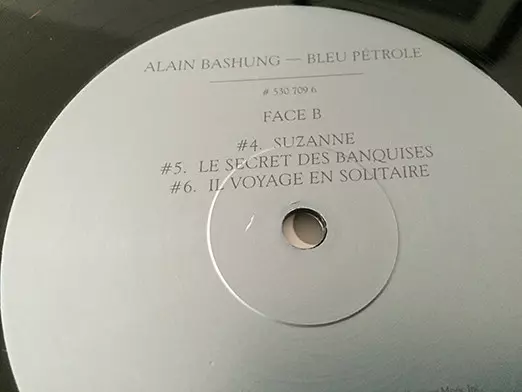 ALAIN BASHUNG — BLEU PÉTROLE
# 530 709 6
FACE B
#4. SUZANNE
#5. LE SECRET DES BANQUISES
#6. IL VOYAGE EN SOLITAIRE